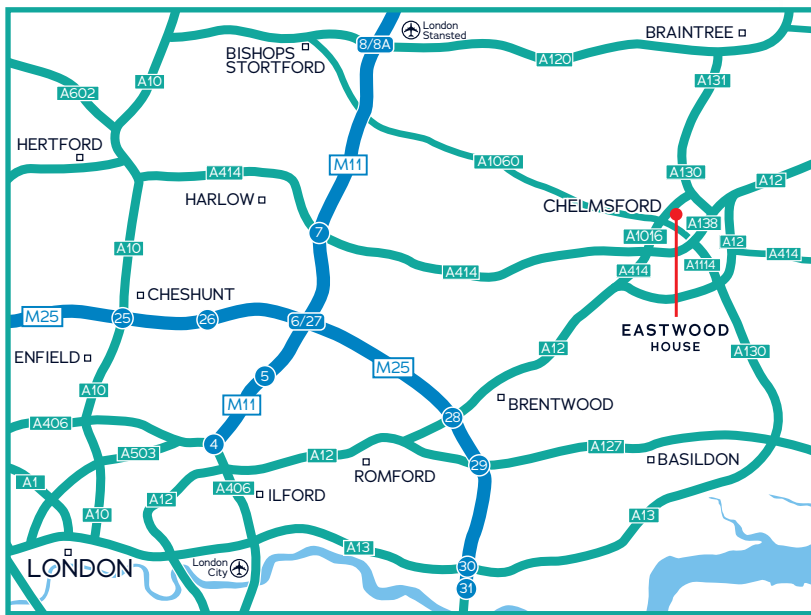 London
Stansted
BRAINTREE
8/8A
BISHOPS
STORTFORD
A120
A10
A131
A602
HERTFORD
A1060
M11
A414
A130
A12
HARLOW
CHELMSFORD
A138
7
A1016
A12
A10
A414
A1114
A414
A414
CHESHUNT
M25
25
26
6/27
EASTWOOD
HOUSE
A12
A130
ENFIELD
M25
5
A10
M11
BRENTWOOD
28
A406
4
A127
A503
A12
29
BASILDON
ROMFORD
A1
A406
A12
ILFORD
A10
A13
A13
LONDON
London
City
30
31